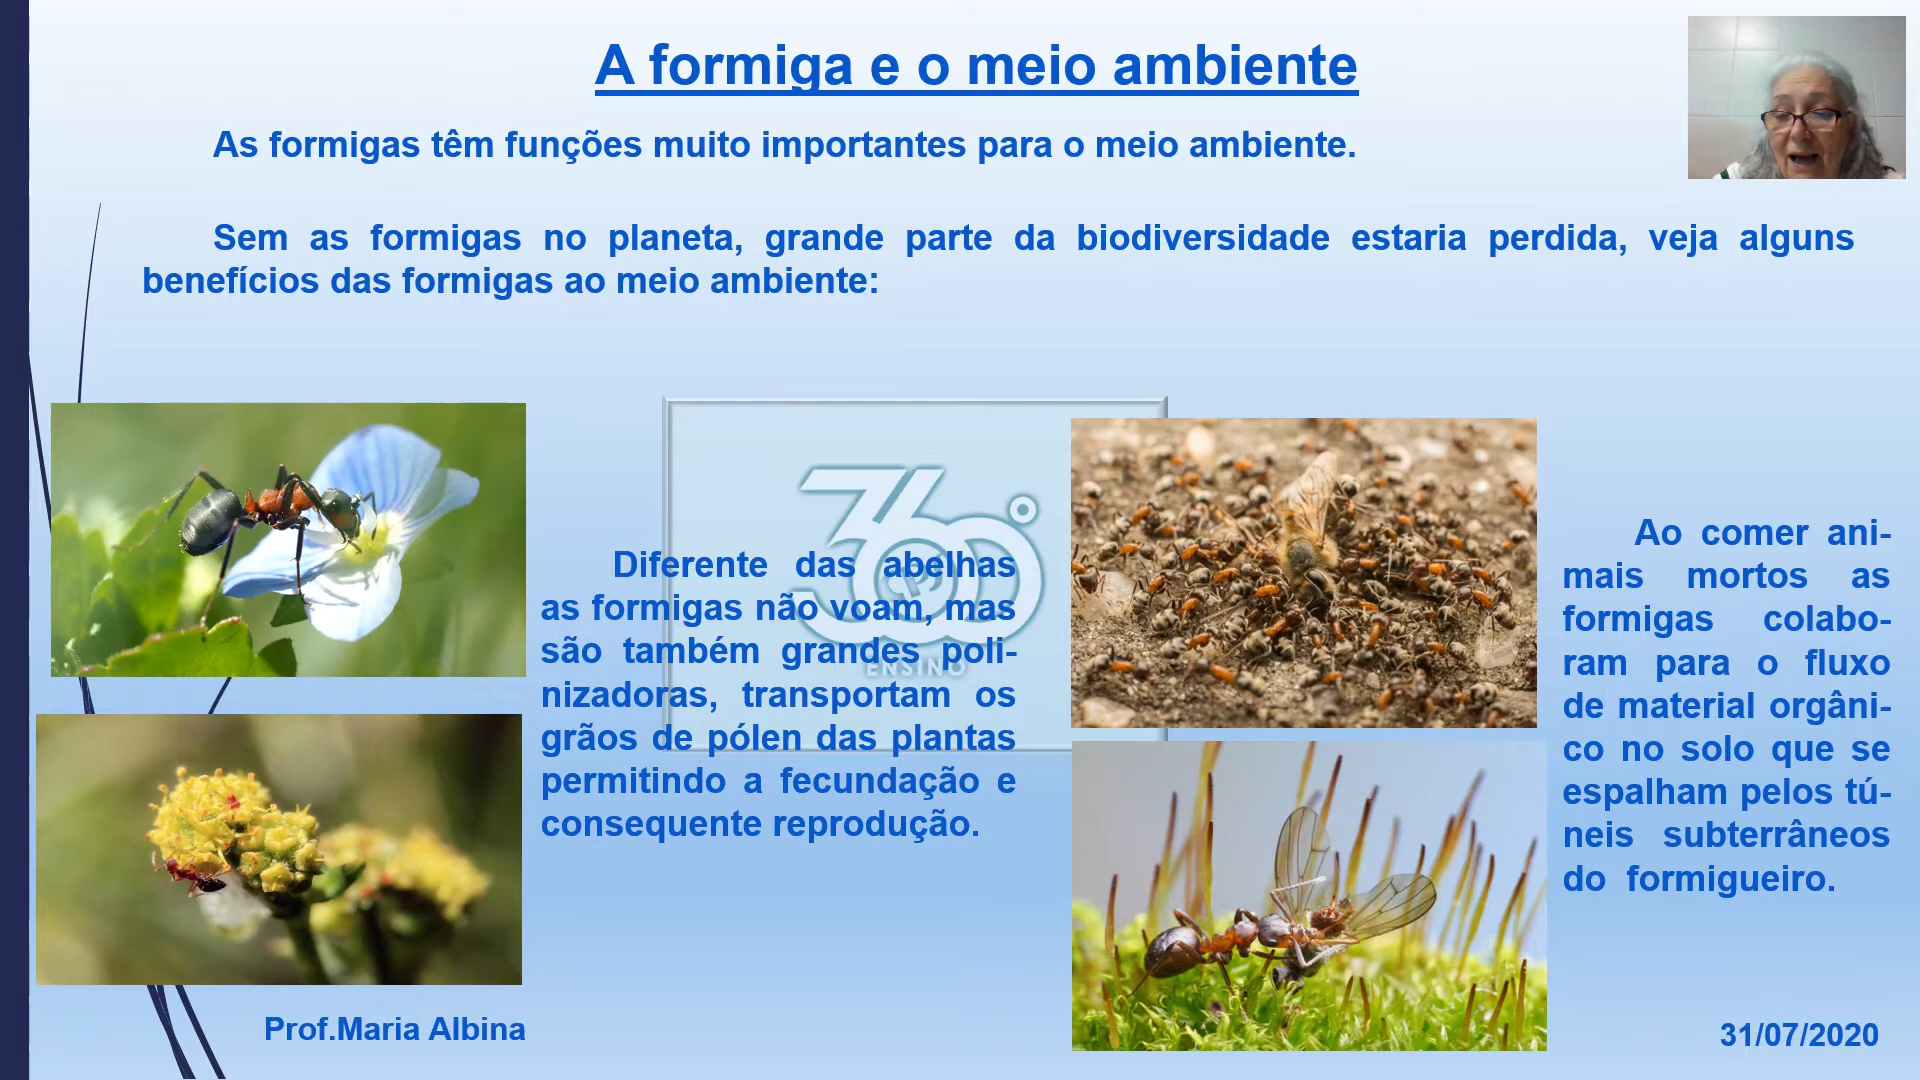 A formiga e o meio ambiente
As formigas têm funções muito importantes para o meio ambiente.
Sem as formigas no planeta, grande parte da biodiversidade estaria perdida, veja alguns
benefícios das formigas ao meio ambiente:
360°
ENSINO
Diferente das abelhas
as formigas não voam, mas
são também grandes poli-
nizadoras, transportam os
grãos de pólen das plantas
permitindo a fecundação e
consequente reprodução.
Ao comer ani-
mais mortos as
formigas colabo-
ram para o fluxo
de material orgâni-
co no solo que se
espalham pelos tú-
neis subterrâneos
do formigueiro.
Prof.Maria Albina
31/07/2020